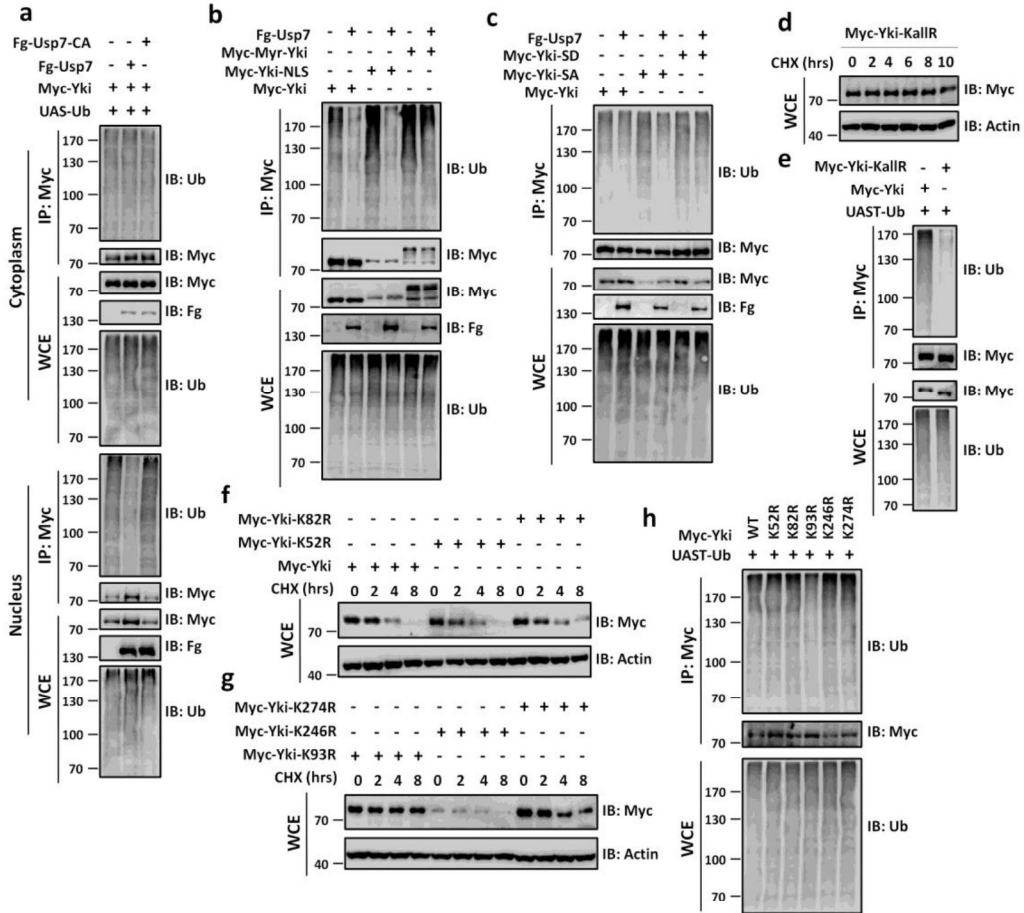 a
Fg-Usp7-CA - - +
Fg-Usp7 - + -
Myc-Yki + + +
UAS-Ub + + +
Cytoplasm
IP: Myc
170
130
100
70
IB: Ub
IB: Myc
WCE
IB: Myc
130
IB: Fg
170
130
100
70
IB: Ub
Nucleus
IP: Myc
170
130
100
70
IB: Ub
IB: Myc
WCE
IB: Myc
130
IB: Fg
170
130
100
70
IB: Ub
b
Fg-Usp7 - + - + - +
Myc-Myr-Yki - - - - + +
Myc-Yki-NLS - - + + - -
Myc-Yki + + - - - -
IP: Myc
170
130
100
70
IB: Ub
70
IB: Myc
WCE
IB: Myc
130
IB: Fg
170
130
100
70
IB: Ub
c
Fg-Usp7 - + - + - +
Myc-Yki-SD - - - - + +
Myc-Yki-SA - - + + - -
Myc-Yki + + - - - -
IP: Myc
170
130
100
70
IB: Ub
70
IB: Myc
WCE
IB: Myc
130
IB: Fg
170
130
100
70
IB: Ub
d
Myc-Yki-KallR
CHX (hrs) 0 2 4 6 8 10
WCE
70
IB: Myc
40
IB: Actin
e
Myc-Yki-KallR - +
Myc-Yki + -
UAST-Ub + +
IP: Myc
170
130
100
70
IB: Ub
70
IB: Myc
WCE
70
IB: Myc
170
130
100
70
IB: Ub
f
Myc-Yki-K82R - - - - - - - - + + + +
Myc-Yki-K52R - - - - + + + + - - - -
Myc-Yki + + + + - - - - - - - -
CHX (hrs) 0 2 4 8 0 2 4 8 0 2 4 8
WCE
70
IB: Myc
40
IB: Actin
g
Myc-Yki-K274R - - - - - - - - + + + +
Myc-Yki-K246R - - - - + + + + - - - -
Myc-Yki-K93R + + + + - - - - - - - -
CHX (hrs) 0 2 4 8 0 2 4 8 0 2 4 8
WCE
70
IB: Myc
40
IB: Actin
h
Myc-Yki WT K52R K82R K93R K246R K274R
UAST-Ub + + + + + +
IP: Myc
170
130
100
70
IB: Ub
70
IB: Myc
WCE
170
130
100
70
IB: Ub